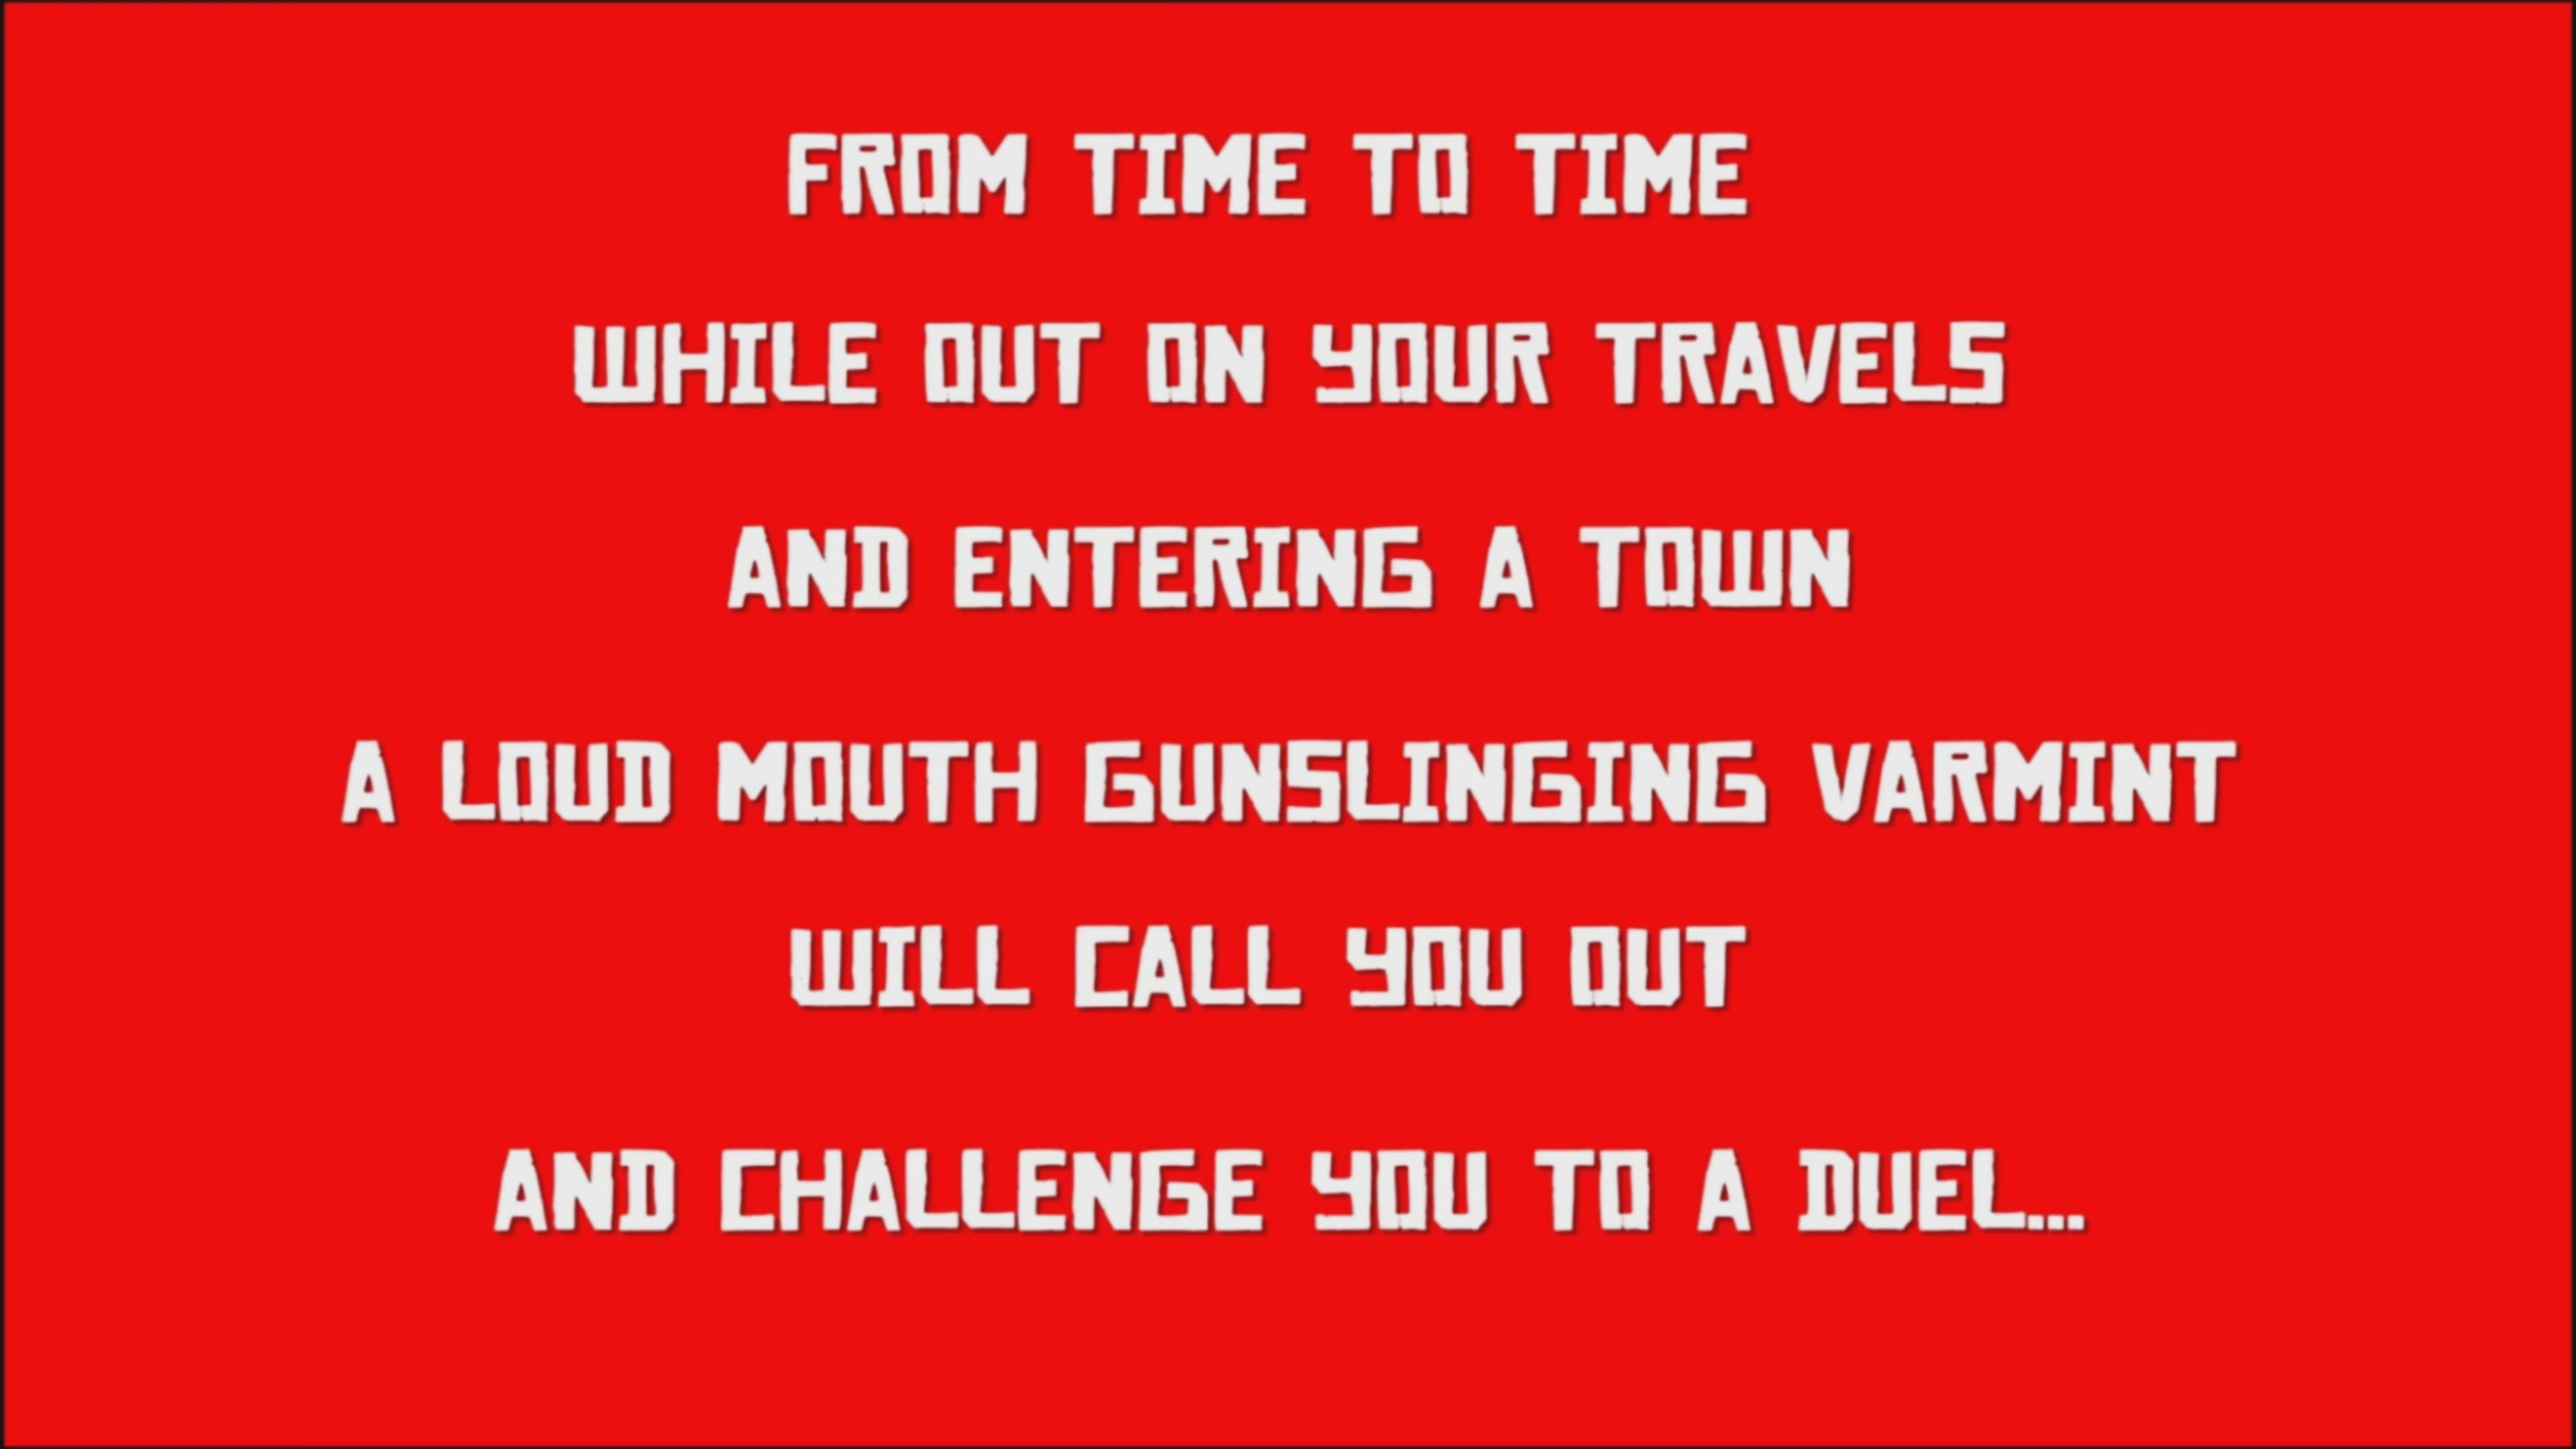 FROM TIME TO TIME
WHILE OUT ON YOUR TRAVELS
AND ENTERING A TOWN
A LOUD MOUTH GUNSLINGING VARMINT
WILL CALL YOU OUT
AND CHALLENGE YOU TO A DUEL...